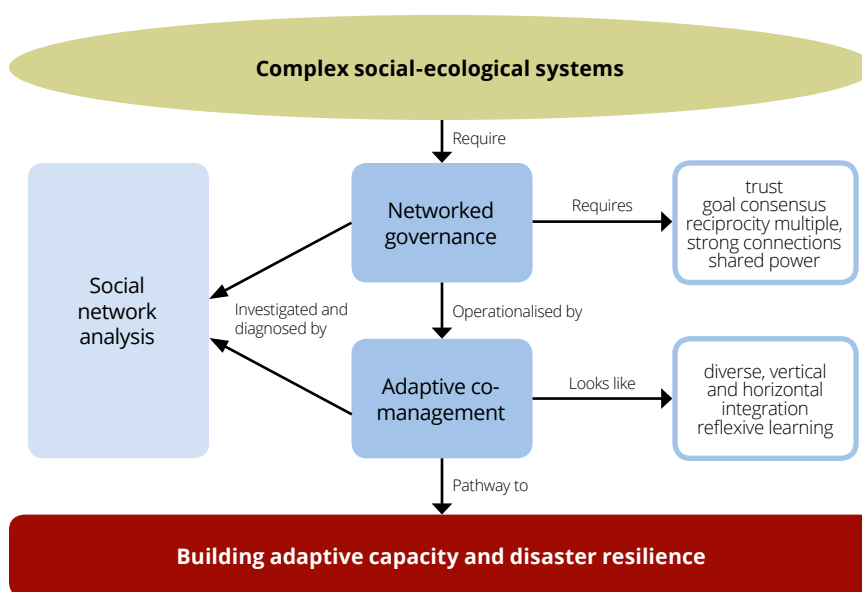 Complex social-ecological systems
Require
Networked
governance
Requires
trust
goal consensus
reciprocity multiple,
strong connections
shared power
Social
network
analysis
Investigated and
diagnosed by
Operationalised by
Adaptive co-
management
Looks like
diverse, vertical
and horizontal
integration
reflexive learning
Pathway to
Building adaptive capacity and disaster resilience